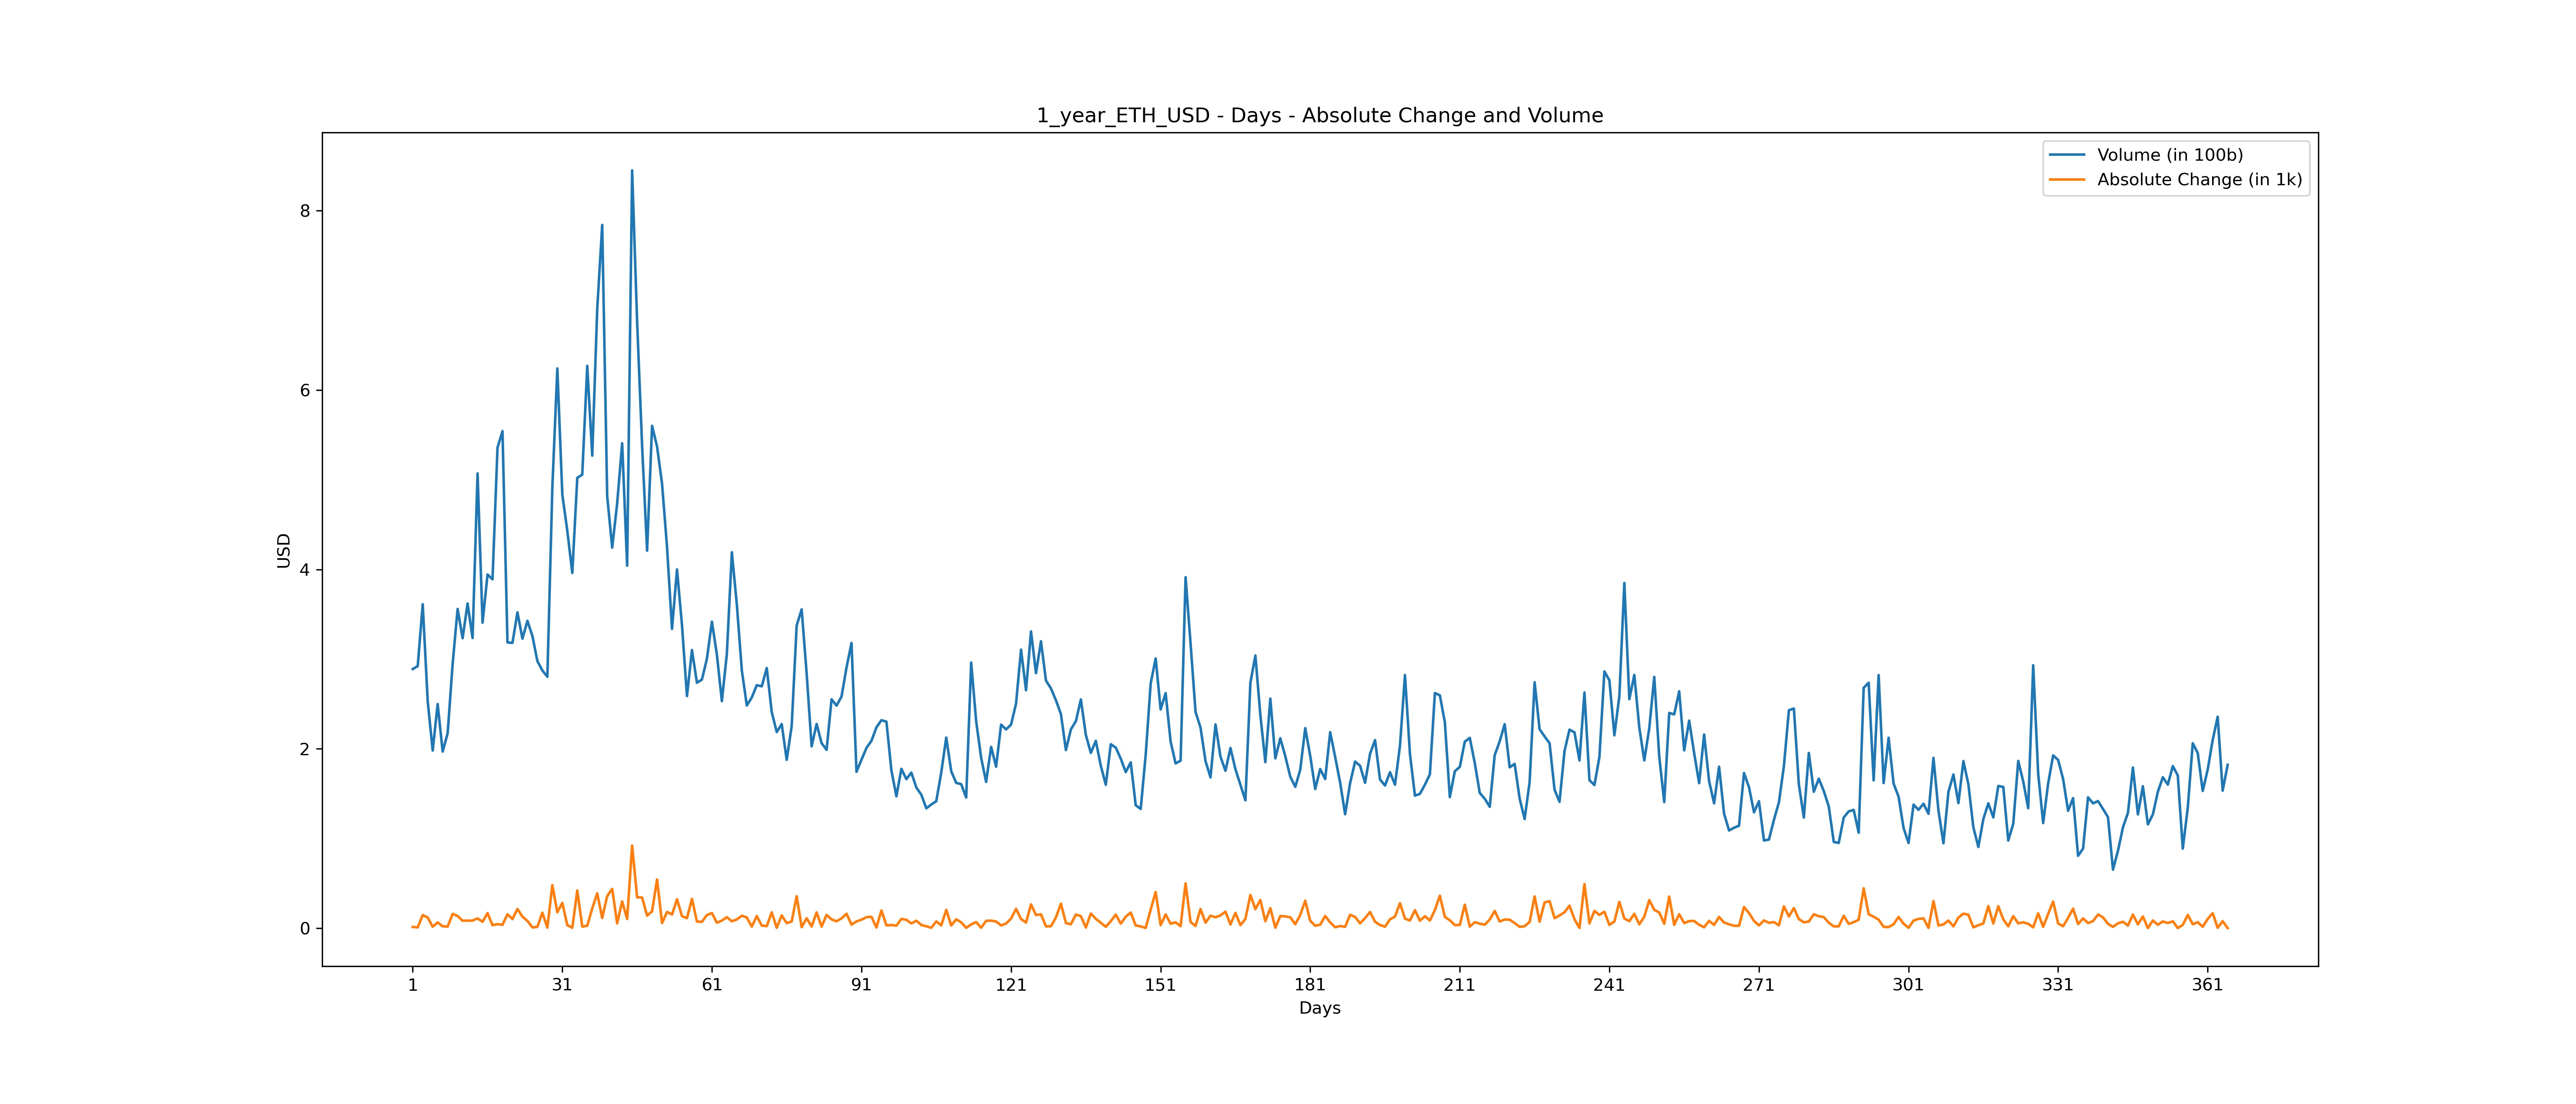 1_year_ETH_USD - Days - Absolute Change and Volume
Volume (in 100b)
Absolute Change (in 1k)
8
6
4
2
0
USD
1 31 61 91 121 151 181 211 241 271 301 331 361
Days